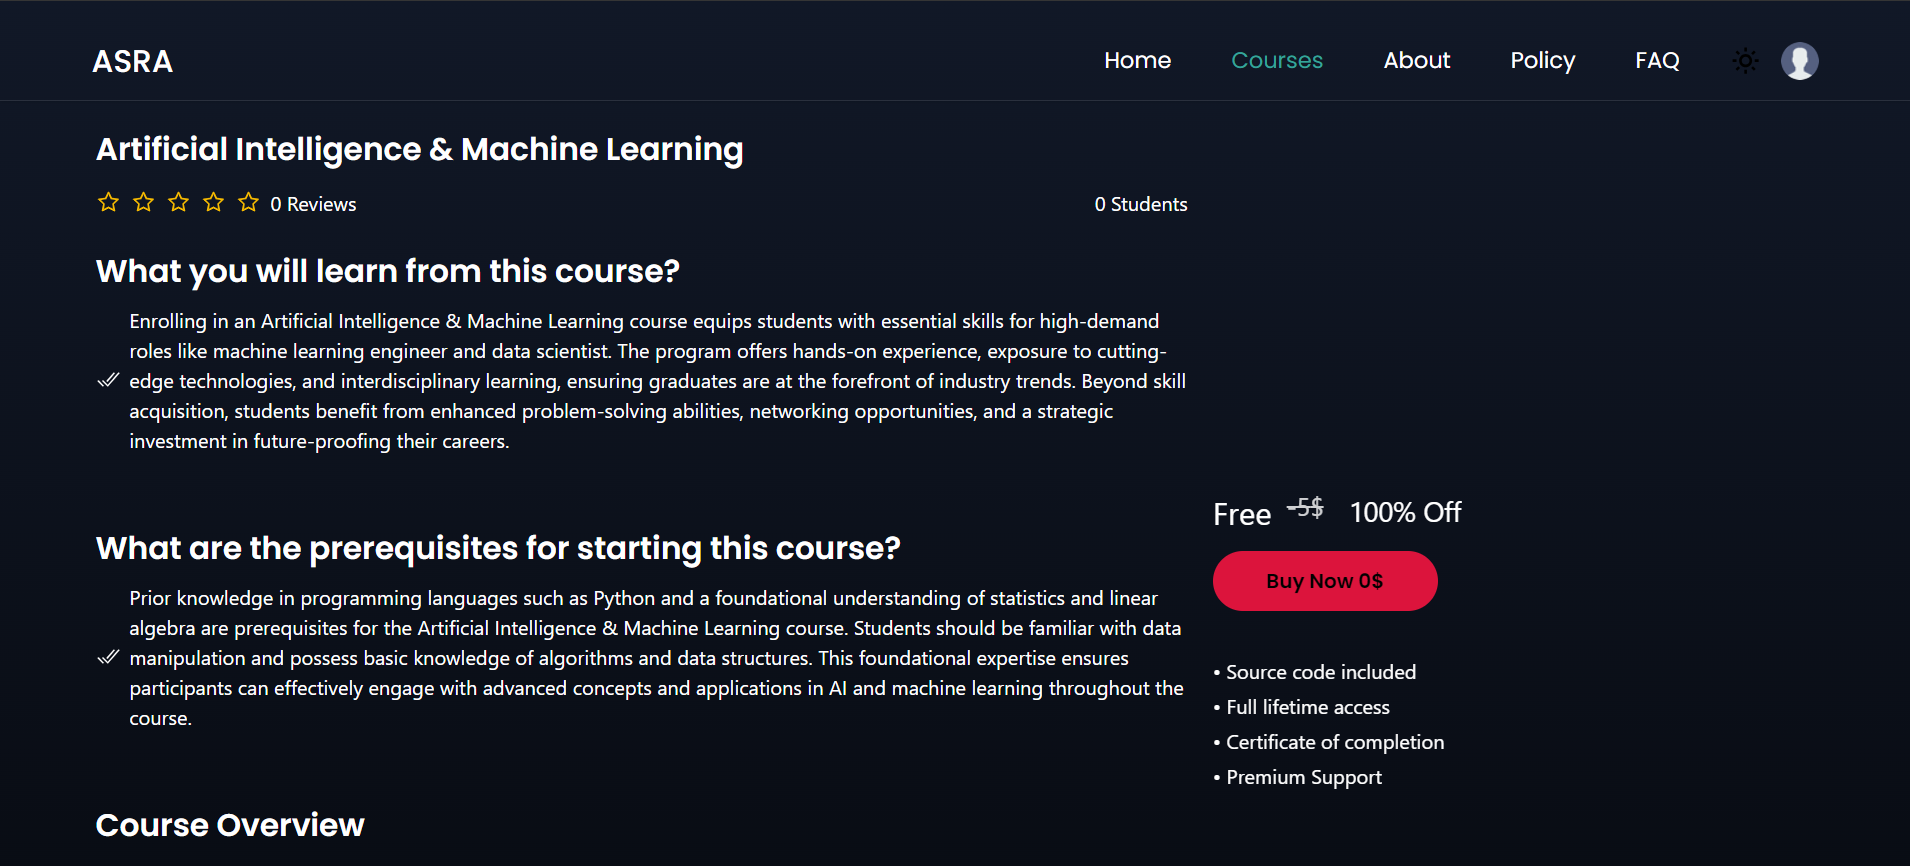 ASRA
Home Courses About Policy FAQ
Artificial Intelligence & Machine Learning
0 Reviews
0 Students
What you will learn from this course?
Enrolling in an Artificial Intelligence & Machine Learning course equips students with essential skills for high-demand
roles like machine learning engineer and data scientist. The program offers hands-on experience, exposure to cutting-
edge technologies, and interdisciplinary learning, ensuring graduates are at the forefront of industry trends. Beyond skill
acquisition, students benefit from enhanced problem-solving abilities, networking opportunities, and a strategic
investment in future-proofing their careers.
What are the prerequisites for starting this course?
Prior knowledge in programming languages such as Python and a foundational understanding of statistics and linear
algebra are prerequisites for the Artificial Intelligence & Machine Learning course. Students should be familiar with data
manipulation and possess basic knowledge of algorithms and data structures. This foundational expertise ensures
participants can effectively engage with advanced concepts and applications in AI and machine learning throughout the
course.
Course Overview
Free -5$ 100% Off
Buy Now 0$
• Source code included
• Full lifetime access
• Certificate of completion
• Premium Support